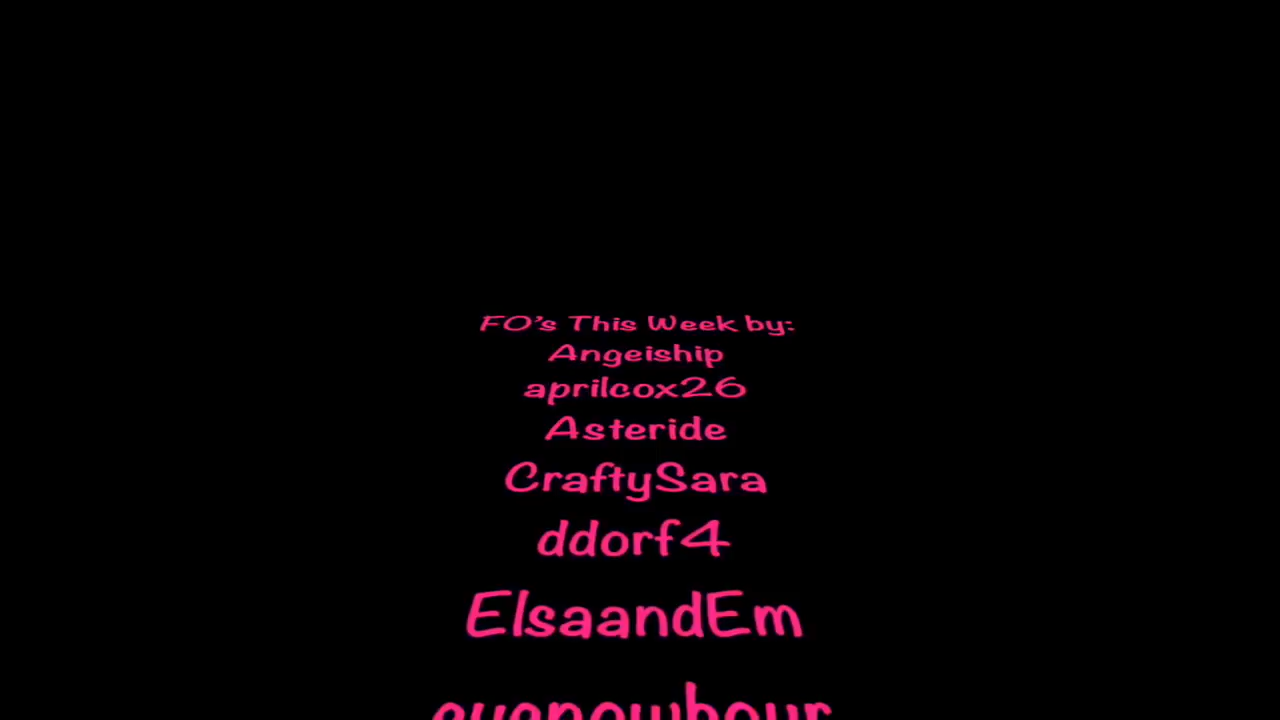 FO's This Week by:
Angeiship
aprilcox26
Asteride
CraftySara
ddorf4
ElsaandEm